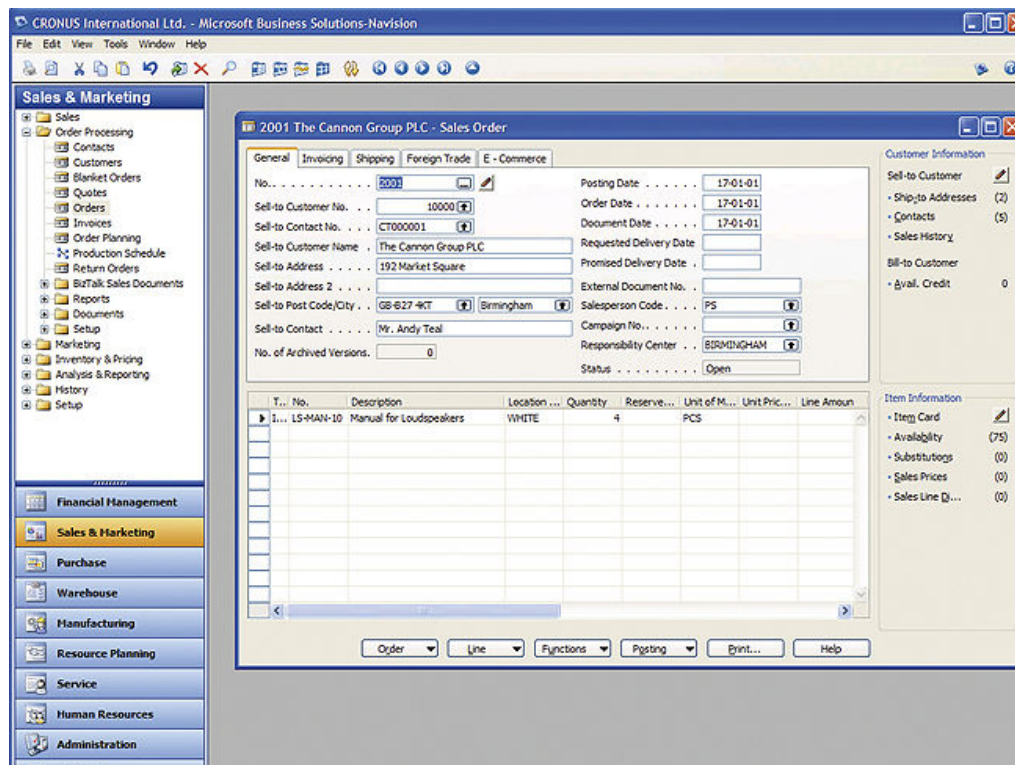 CRONUS International Ltd. - Microsoft Business Solutions-Navision
File Edit View Tools Window Help
Sales & Marketing
Sales
Order Processing
Contacts
Customers
Blanket Orders
Quotes
Orders
Invoices
Order Planning
Production Schedule
Return Orders
BizTalk Sales Documents
Reports
Documents
Setup
Marketing
Inventory & Pricing
Analysis & Reporting
History
Setup
Financial Management
Sales & Marketing
Purchase
Warehouse
Manufacturing
Resource Planning
Service
Human Resources
Administration
2001 The Cannon Group PLC - Sales Order
General Invoicing Shipping Foreign Trade E - Commerce
No. . . . . . . . . . . . 2001
Sell-to Customer No. . . 10000
Sell-to Contact No. . . . CT000001
Sell-to Customer Name . The Cannon Group PLC
Sell-to Address . . . . . 192 Market Square
Sell-to Address 2 . . . .
Sell-to Post Code/City . . GB-B27 4KT Birmingham
Sell-to Contact . . . . . Mr. Andy Teal
No. of Archived Versions. 0
Posting Date . . . . . . 17-01-01
Order Date . . . . . . . 17-01-01
Document Date . . . . . 17-01-01
Requested Delivery Date
Promised Delivery Date .
External Document No. .
Salesperson Code. . . . PS
Campaign No.. . . . . .
Responsibility Center . . BIRMINGHAM
Status . . . . . . . . . Open
T... No. Description Location ... Quantity Reserve... Unit of M... Unit Pric... Line Amoun
I... LS-MAN-10 Manual for Loudspeakers WHITE 4 PCS
Order Line Functions Posting Print... Help
Customer Information
Sell-to Customer
Ship-to Addresses (2)
Contacts (5)
Sales History
Bill-to Customer
Avail. Credit 0
Item Information
Item Card
Availability (75)
Substitutions (0)
Sales Prices (0)
Sales Line Di... (0)